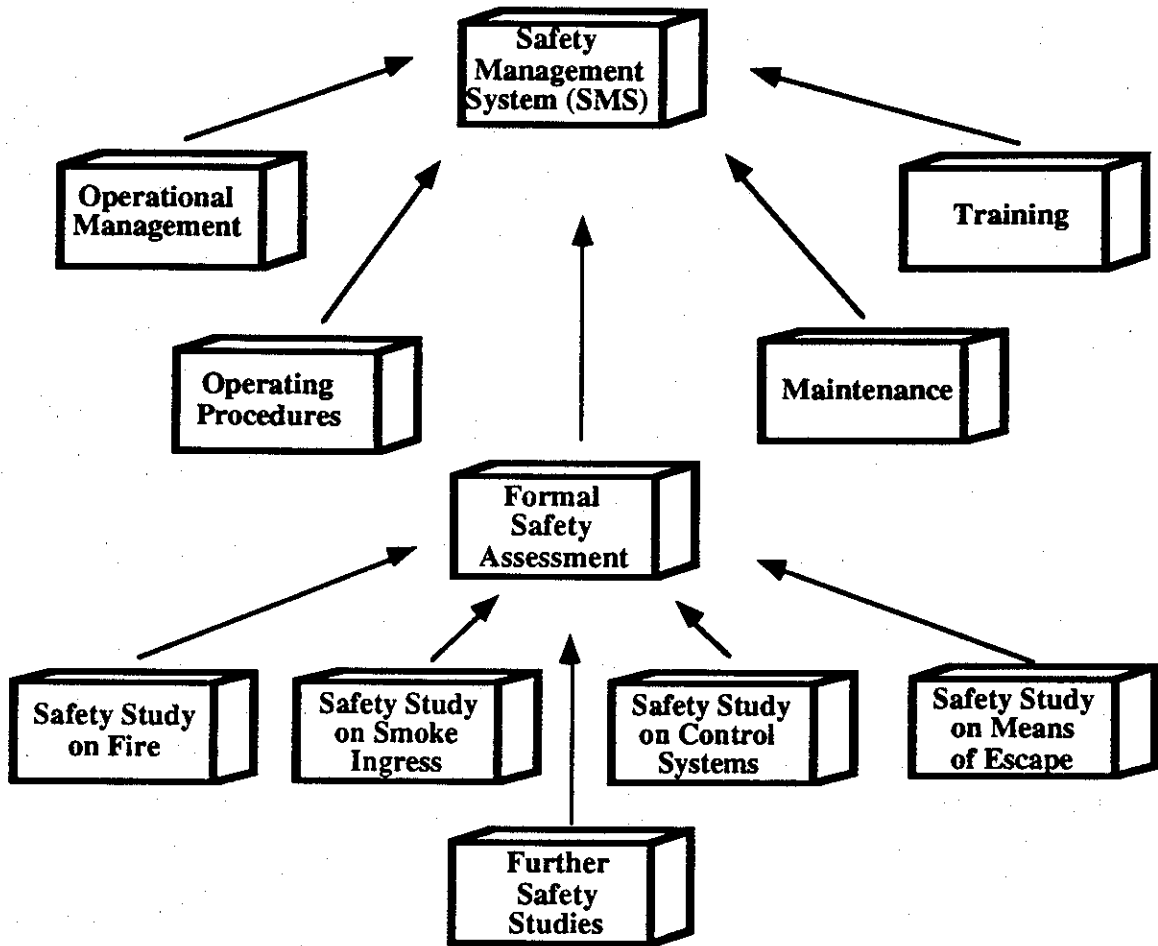 Safety
Management
System (SMS)
Operational
Management
Training
Operating
Procedures
Maintenance
Formal
Safety
Assessment
Safety Study
on Fire
Safety Study
on Smoke
Ingress
Safety Study
on Control
Systems
Safety Study
on Means
of Escape
Further
Safety
Studies